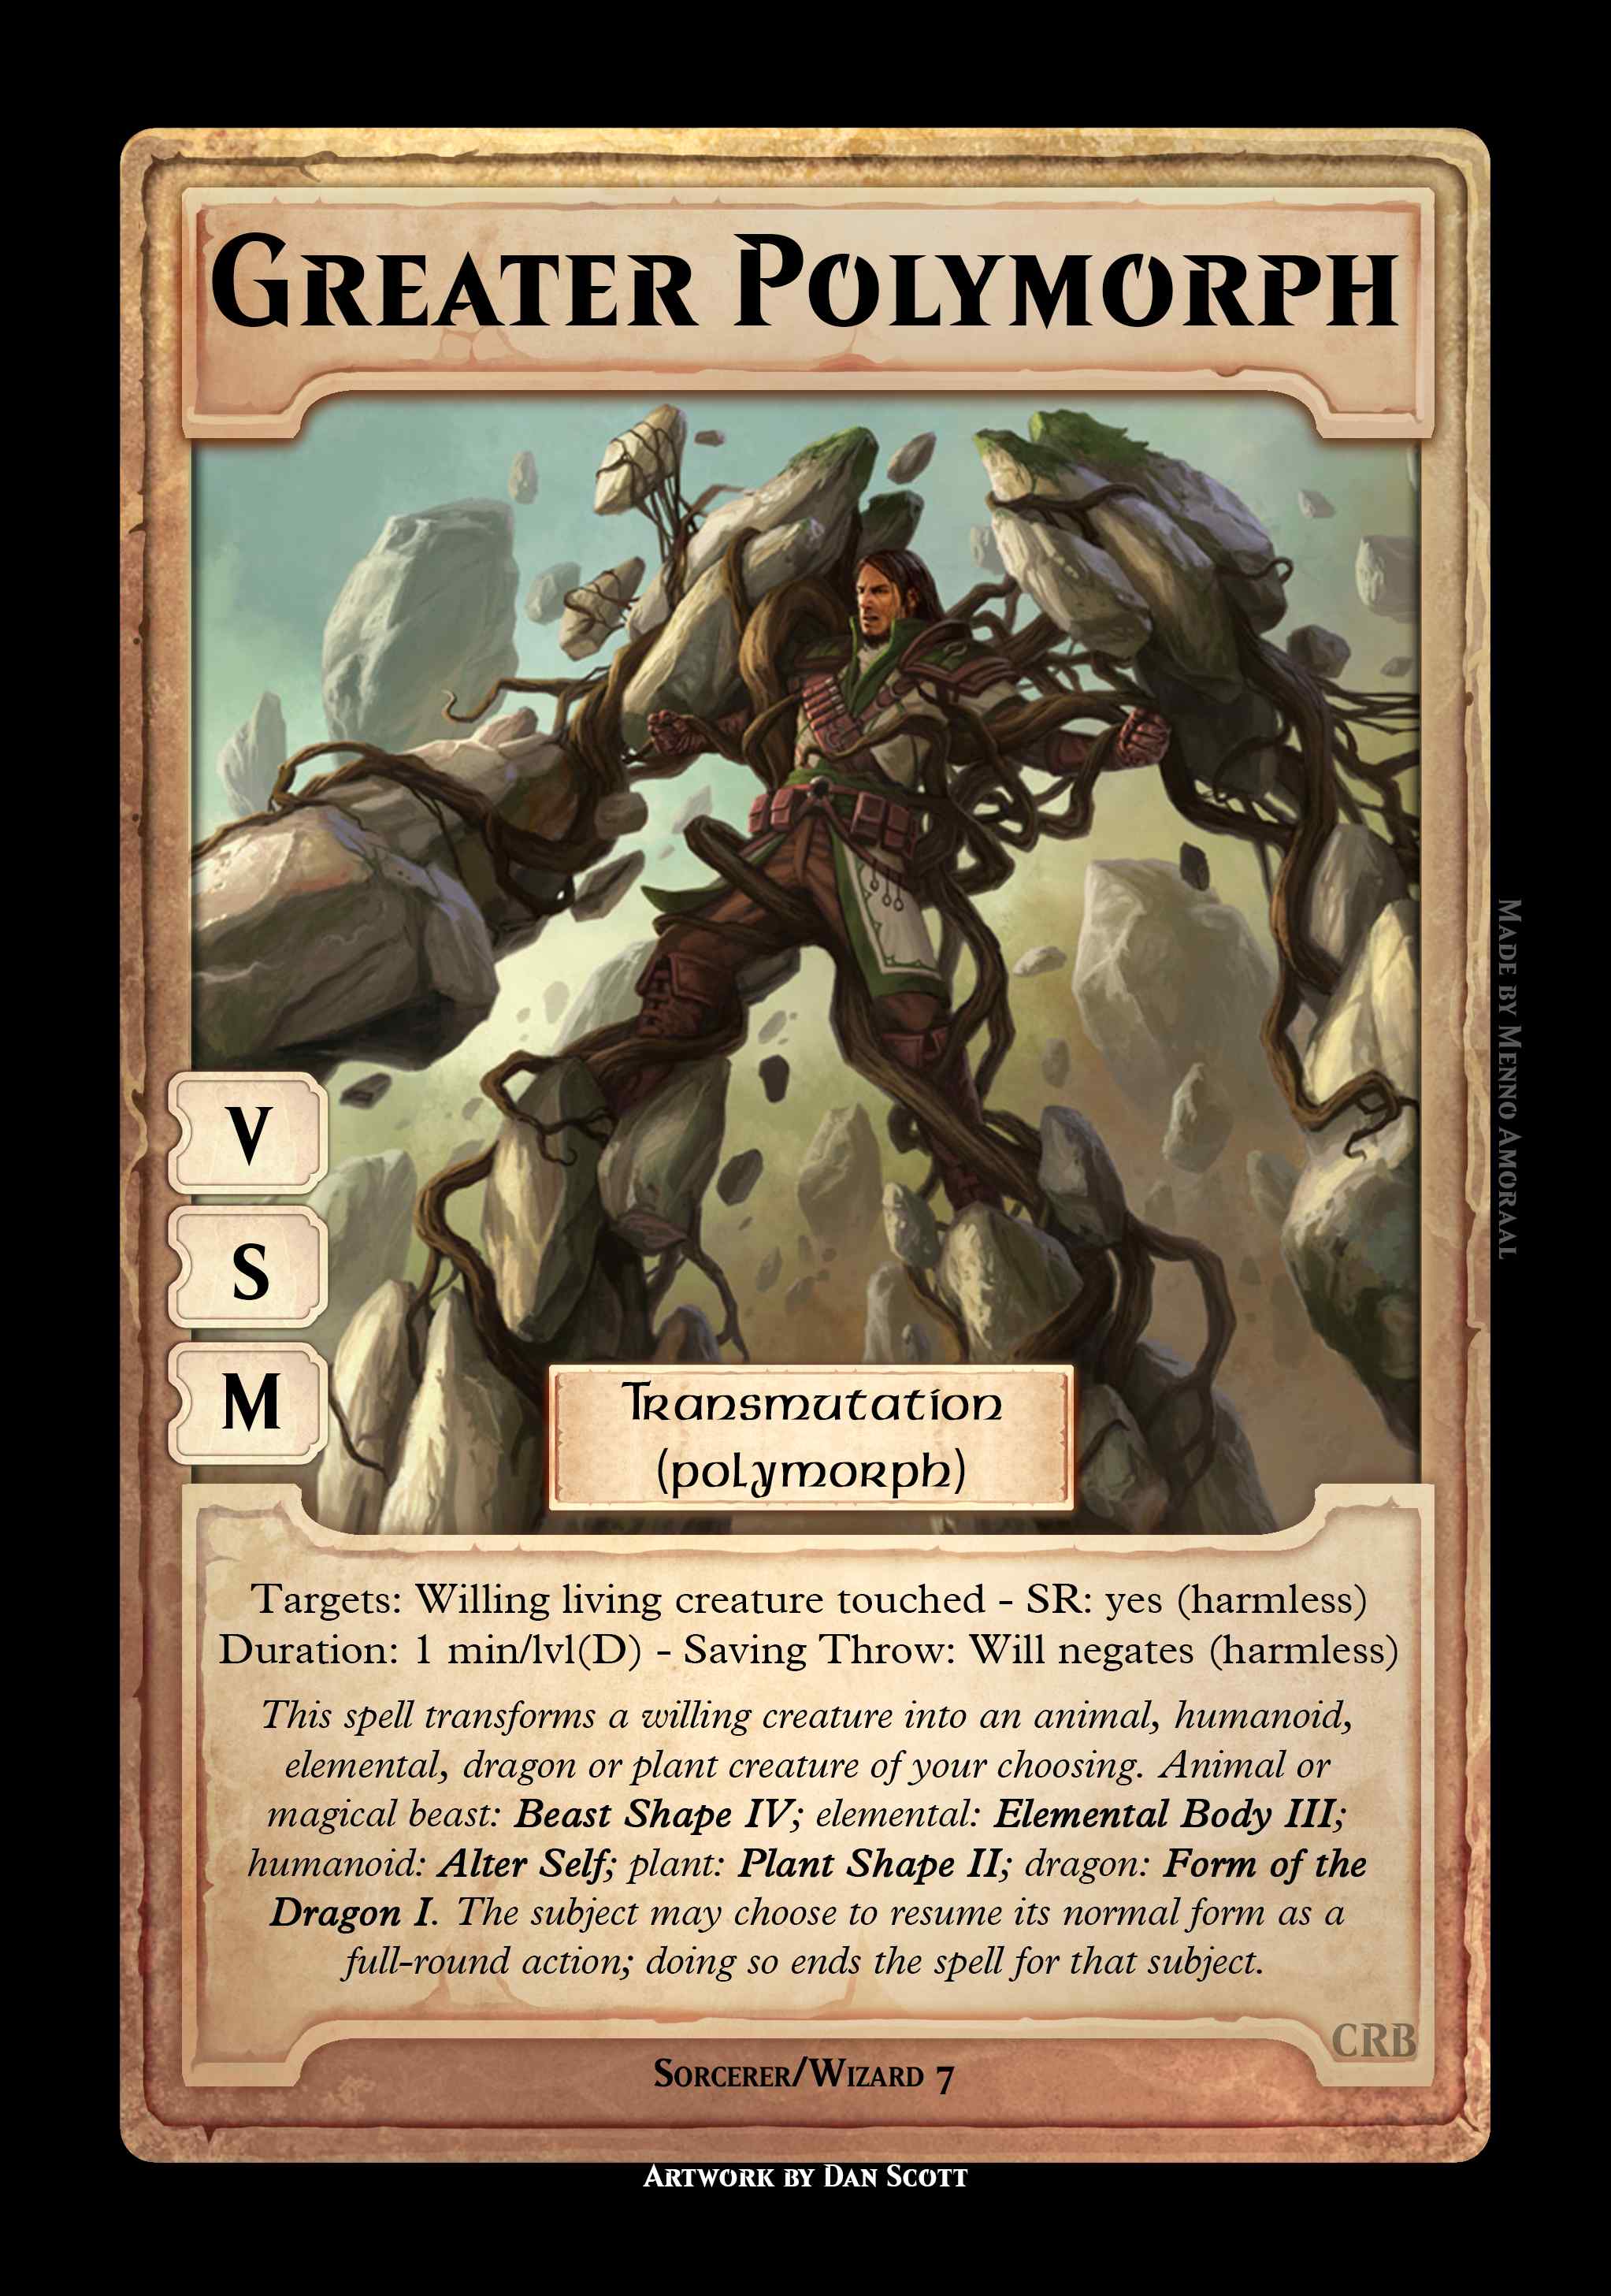 Greater Polymorph
V
S
M
Transmutation
(polymorph)
Targets: Willing living creature touched - SR: yes (harmless)
Duration: 1 min/lvl(D) - Saving Throw: Will negates (harmless)
This spell transforms a willing creature into an animal, humanoid,
elemental, dragon or plant creature of your choosing. Animal or
magical beast: Beast Shape IV; elemental: Elemental Body III;
humanoid: Alter Self; plant: Plant Shape II; dragon: Form of the
Dragon I. The subject may choose to resume its normal form as a
full-round action; doing so ends the spell for that subject.
CRB
Sorcerer/Wizard 7
Artwork by Dan Scott
Made by Menno Amoraal